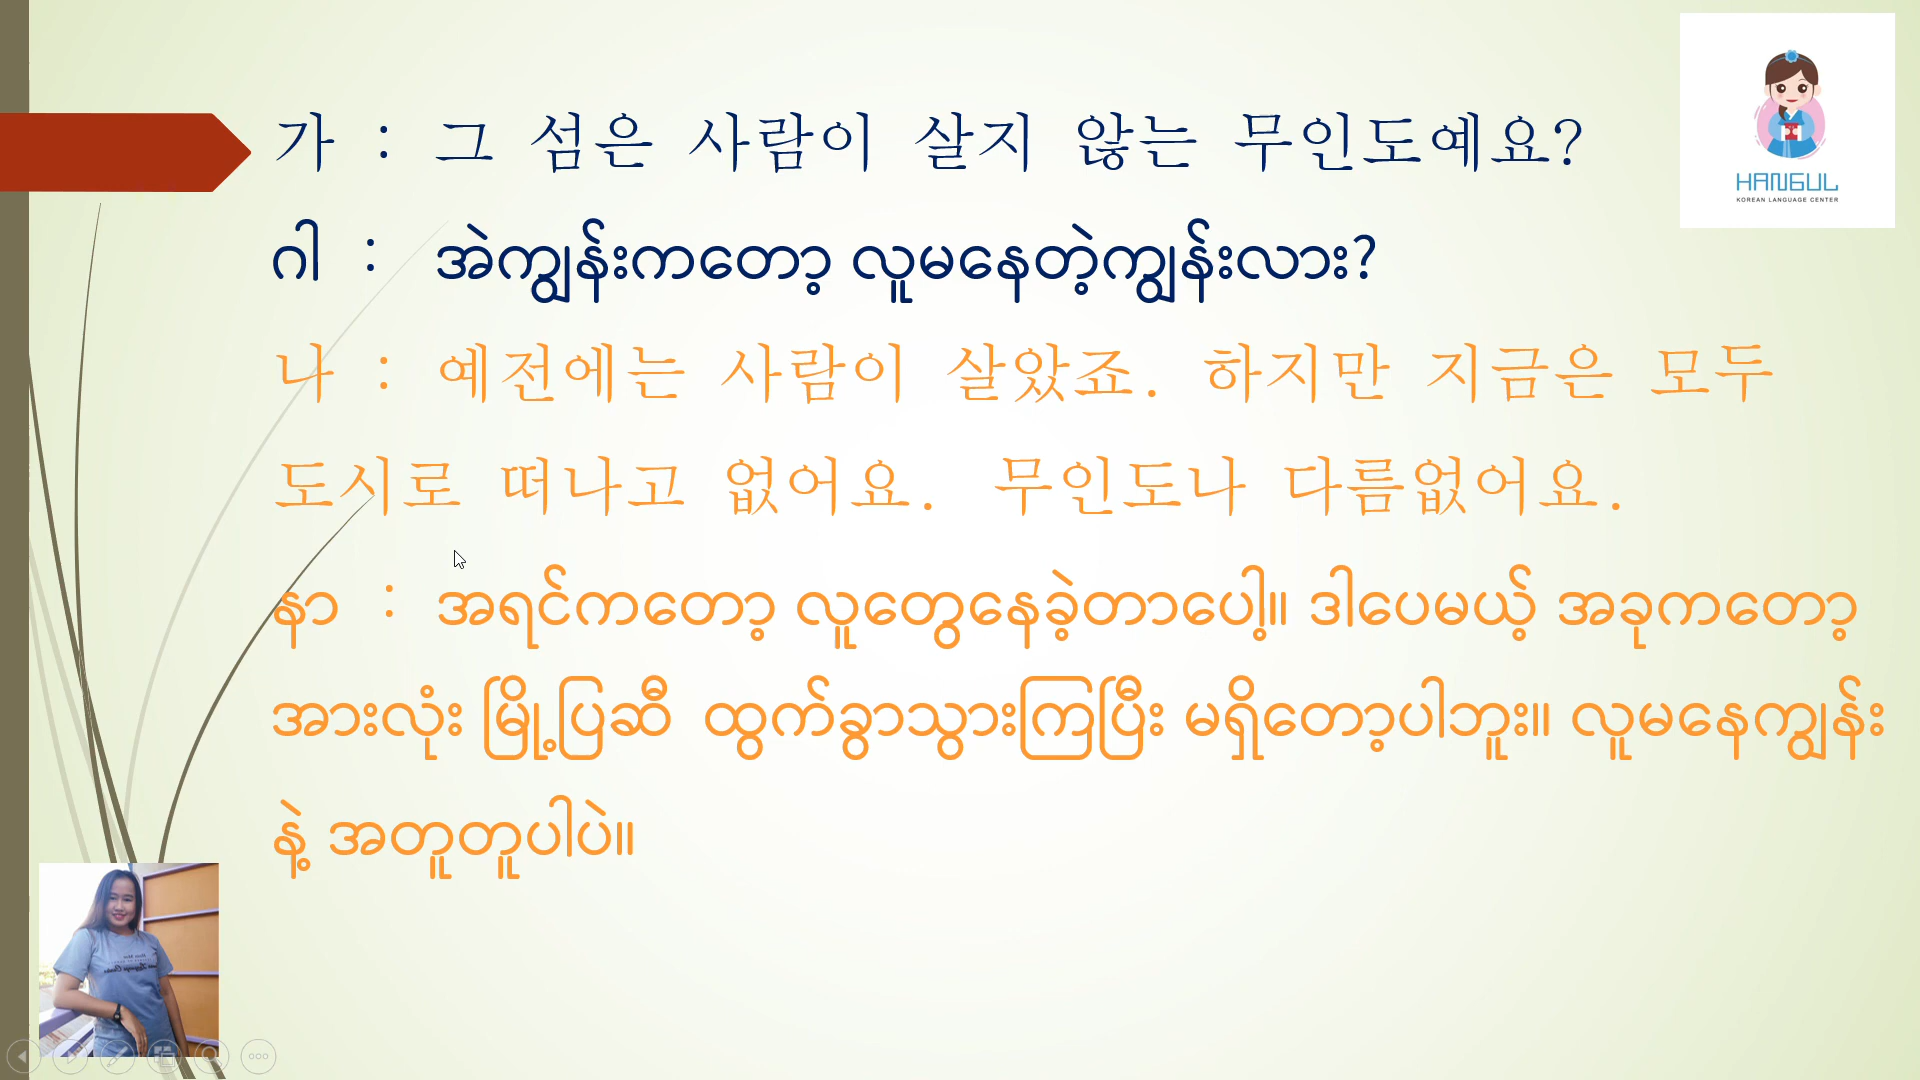 가 : 그 섬은 사람이 살지 않는 무인도예요?
HANGUL
KOREAN LANGUAGE CENTER
ဂါ : အဲကျွန်းကတော့ လူမနေတဲ့ကျွန်းလား?
나 : 예전에는 사람이 살았죠. 하지만 지금은 모두
도시로 떠나고 없어요. 무인도나 다름없어요.
နာ : အရင်ကတော့ လူတွေနေခဲ့တာပေါ့။ ဒါပေမယ့် အခုကတော့
အားလုံး မြို့ပြဆီ ထွက်ခွာသွားကြပြီး မရှိတော့ပါဘူး။ လူမနေကျွန်း
နဲ့ အတူတူပါပဲ။